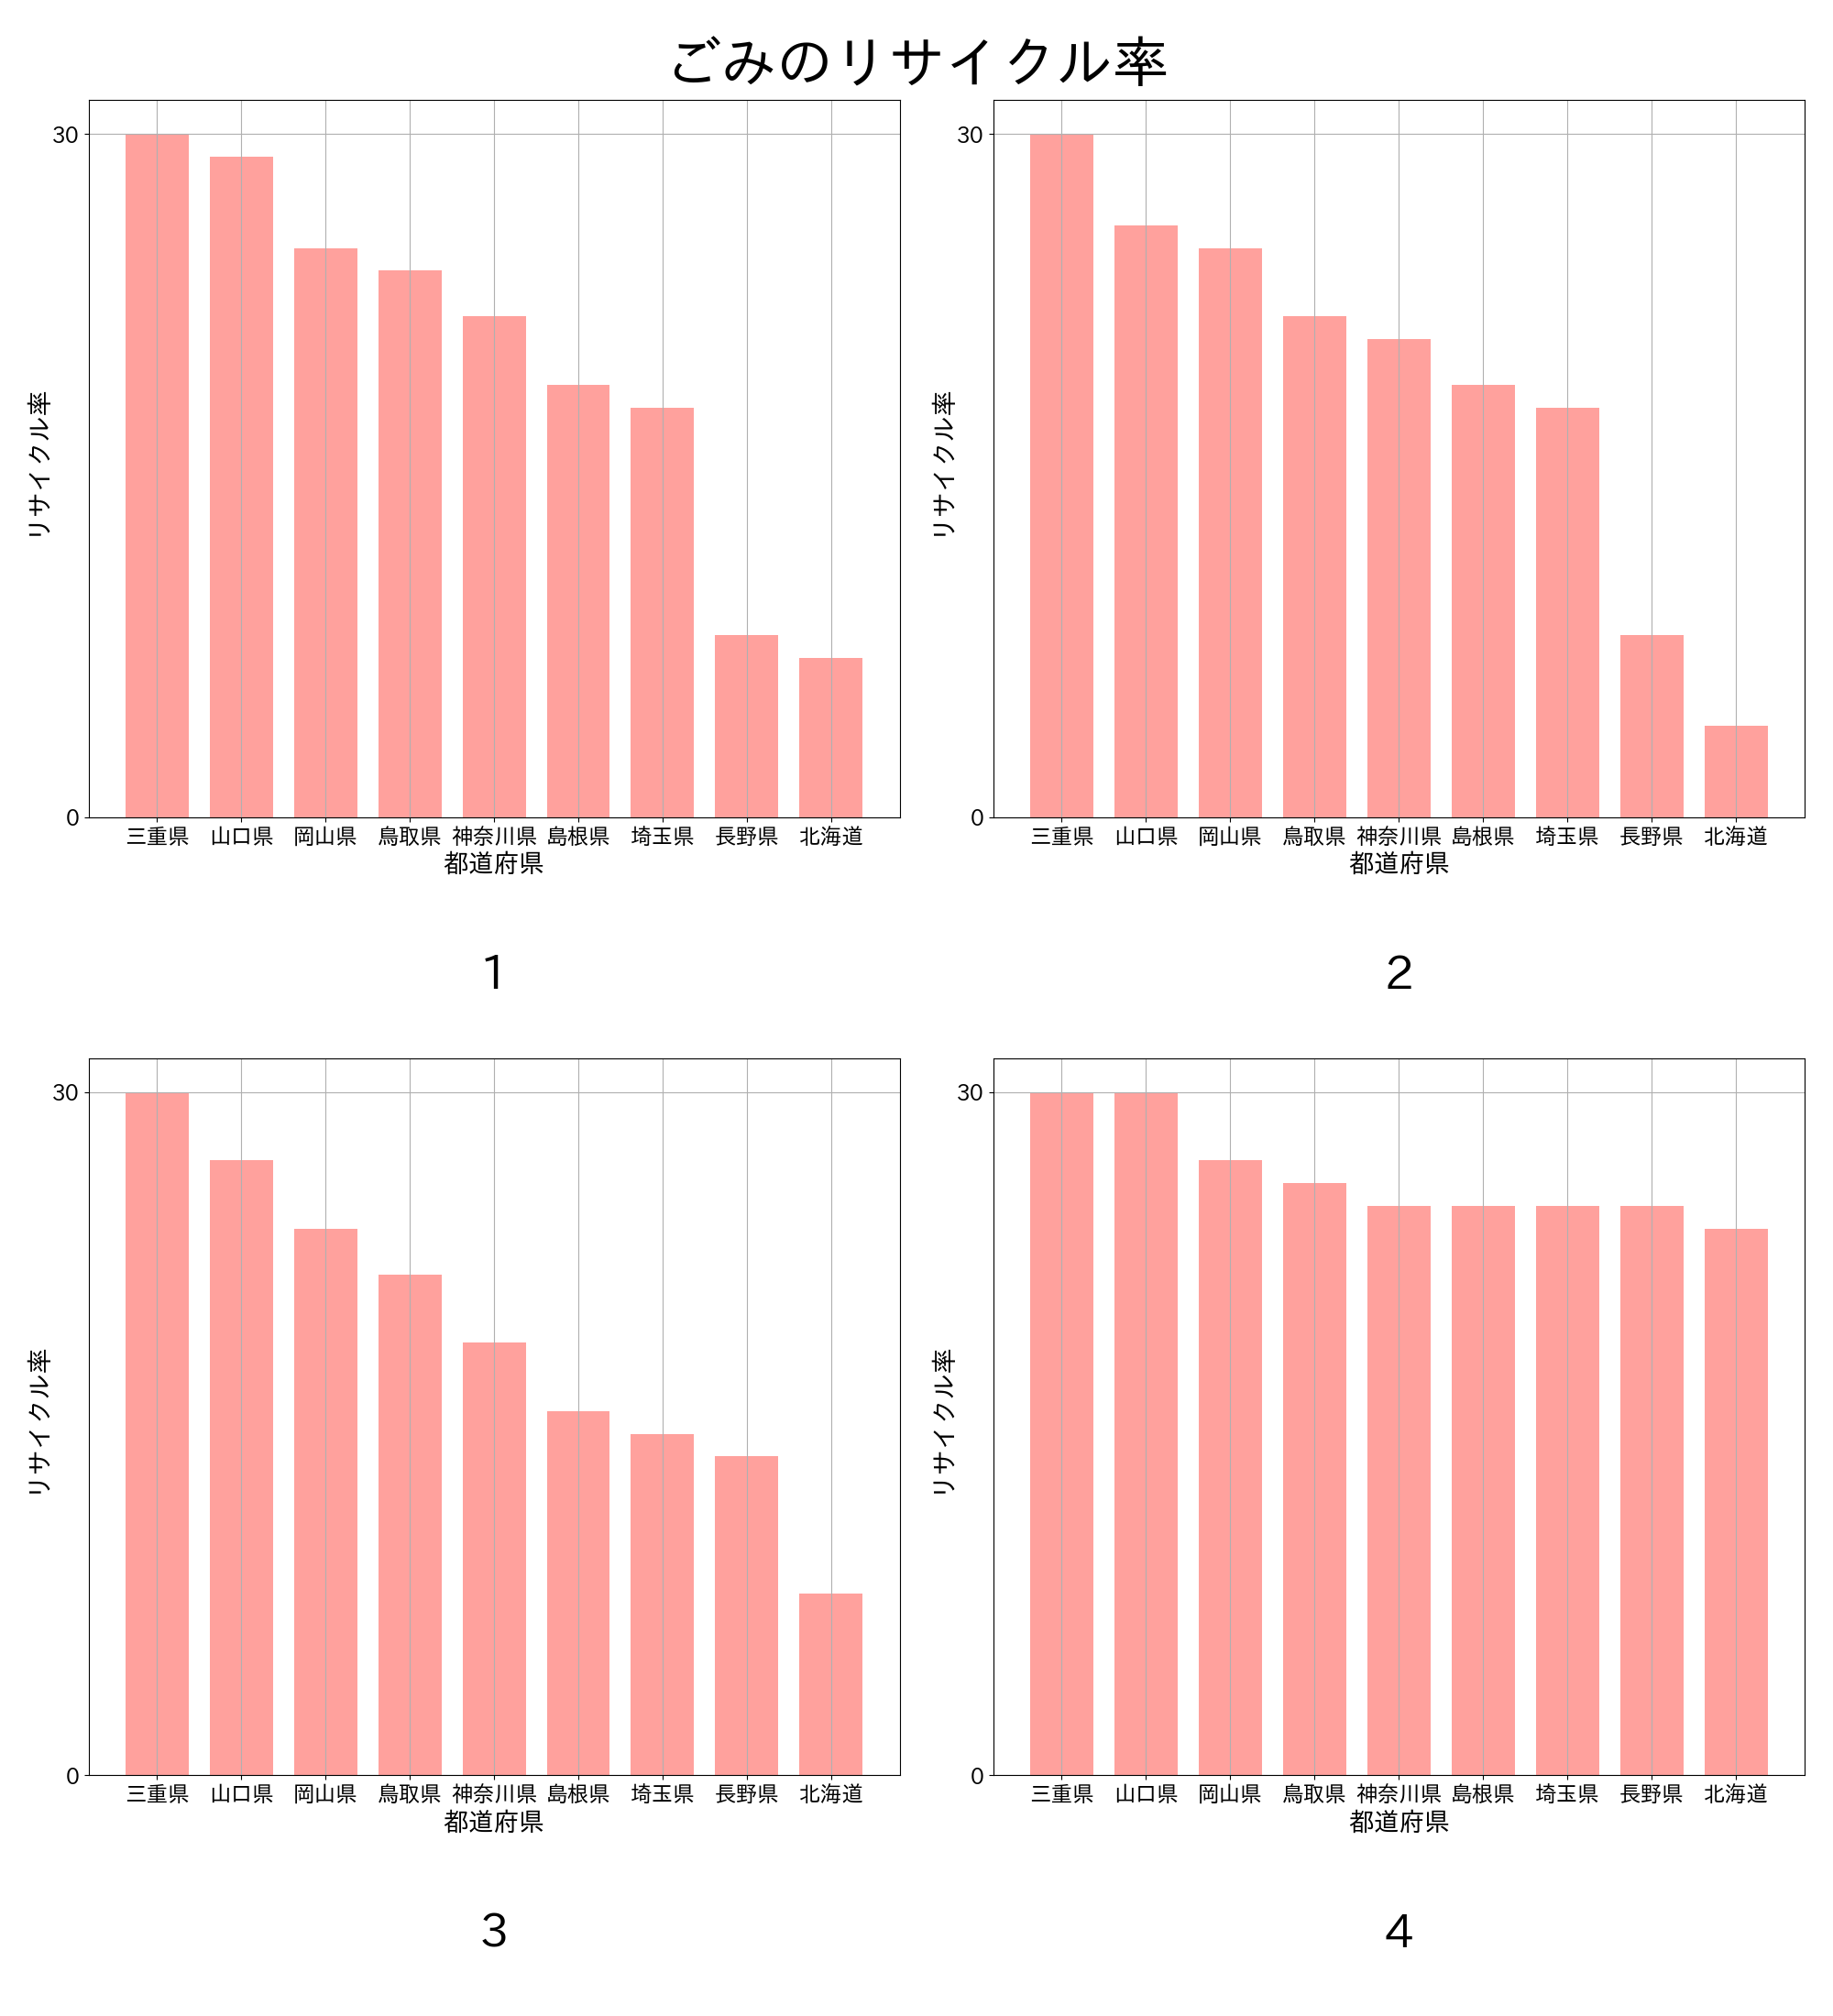 ごみのリサイクル率
30
0
リサイクル率
三重県 山口県 岡山県 鳥取県 神奈川県 島根県 埼玉県 長野県 北海道
都道府県
1
30
0
リサイクル率
三重県 山口県 岡山県 鳥取県 神奈川県 島根県 埼玉県 長野県 北海道
都道府県
2
30
0
リサイクル率
三重県 山口県 岡山県 鳥取県 神奈川県 島根県 埼玉県 長野県 北海道
都道府県
3
30
0
リサイクル率
三重県 山口県 岡山県 鳥取県 神奈川県 島根県 埼玉県 長野県 北海道
都道府県
4